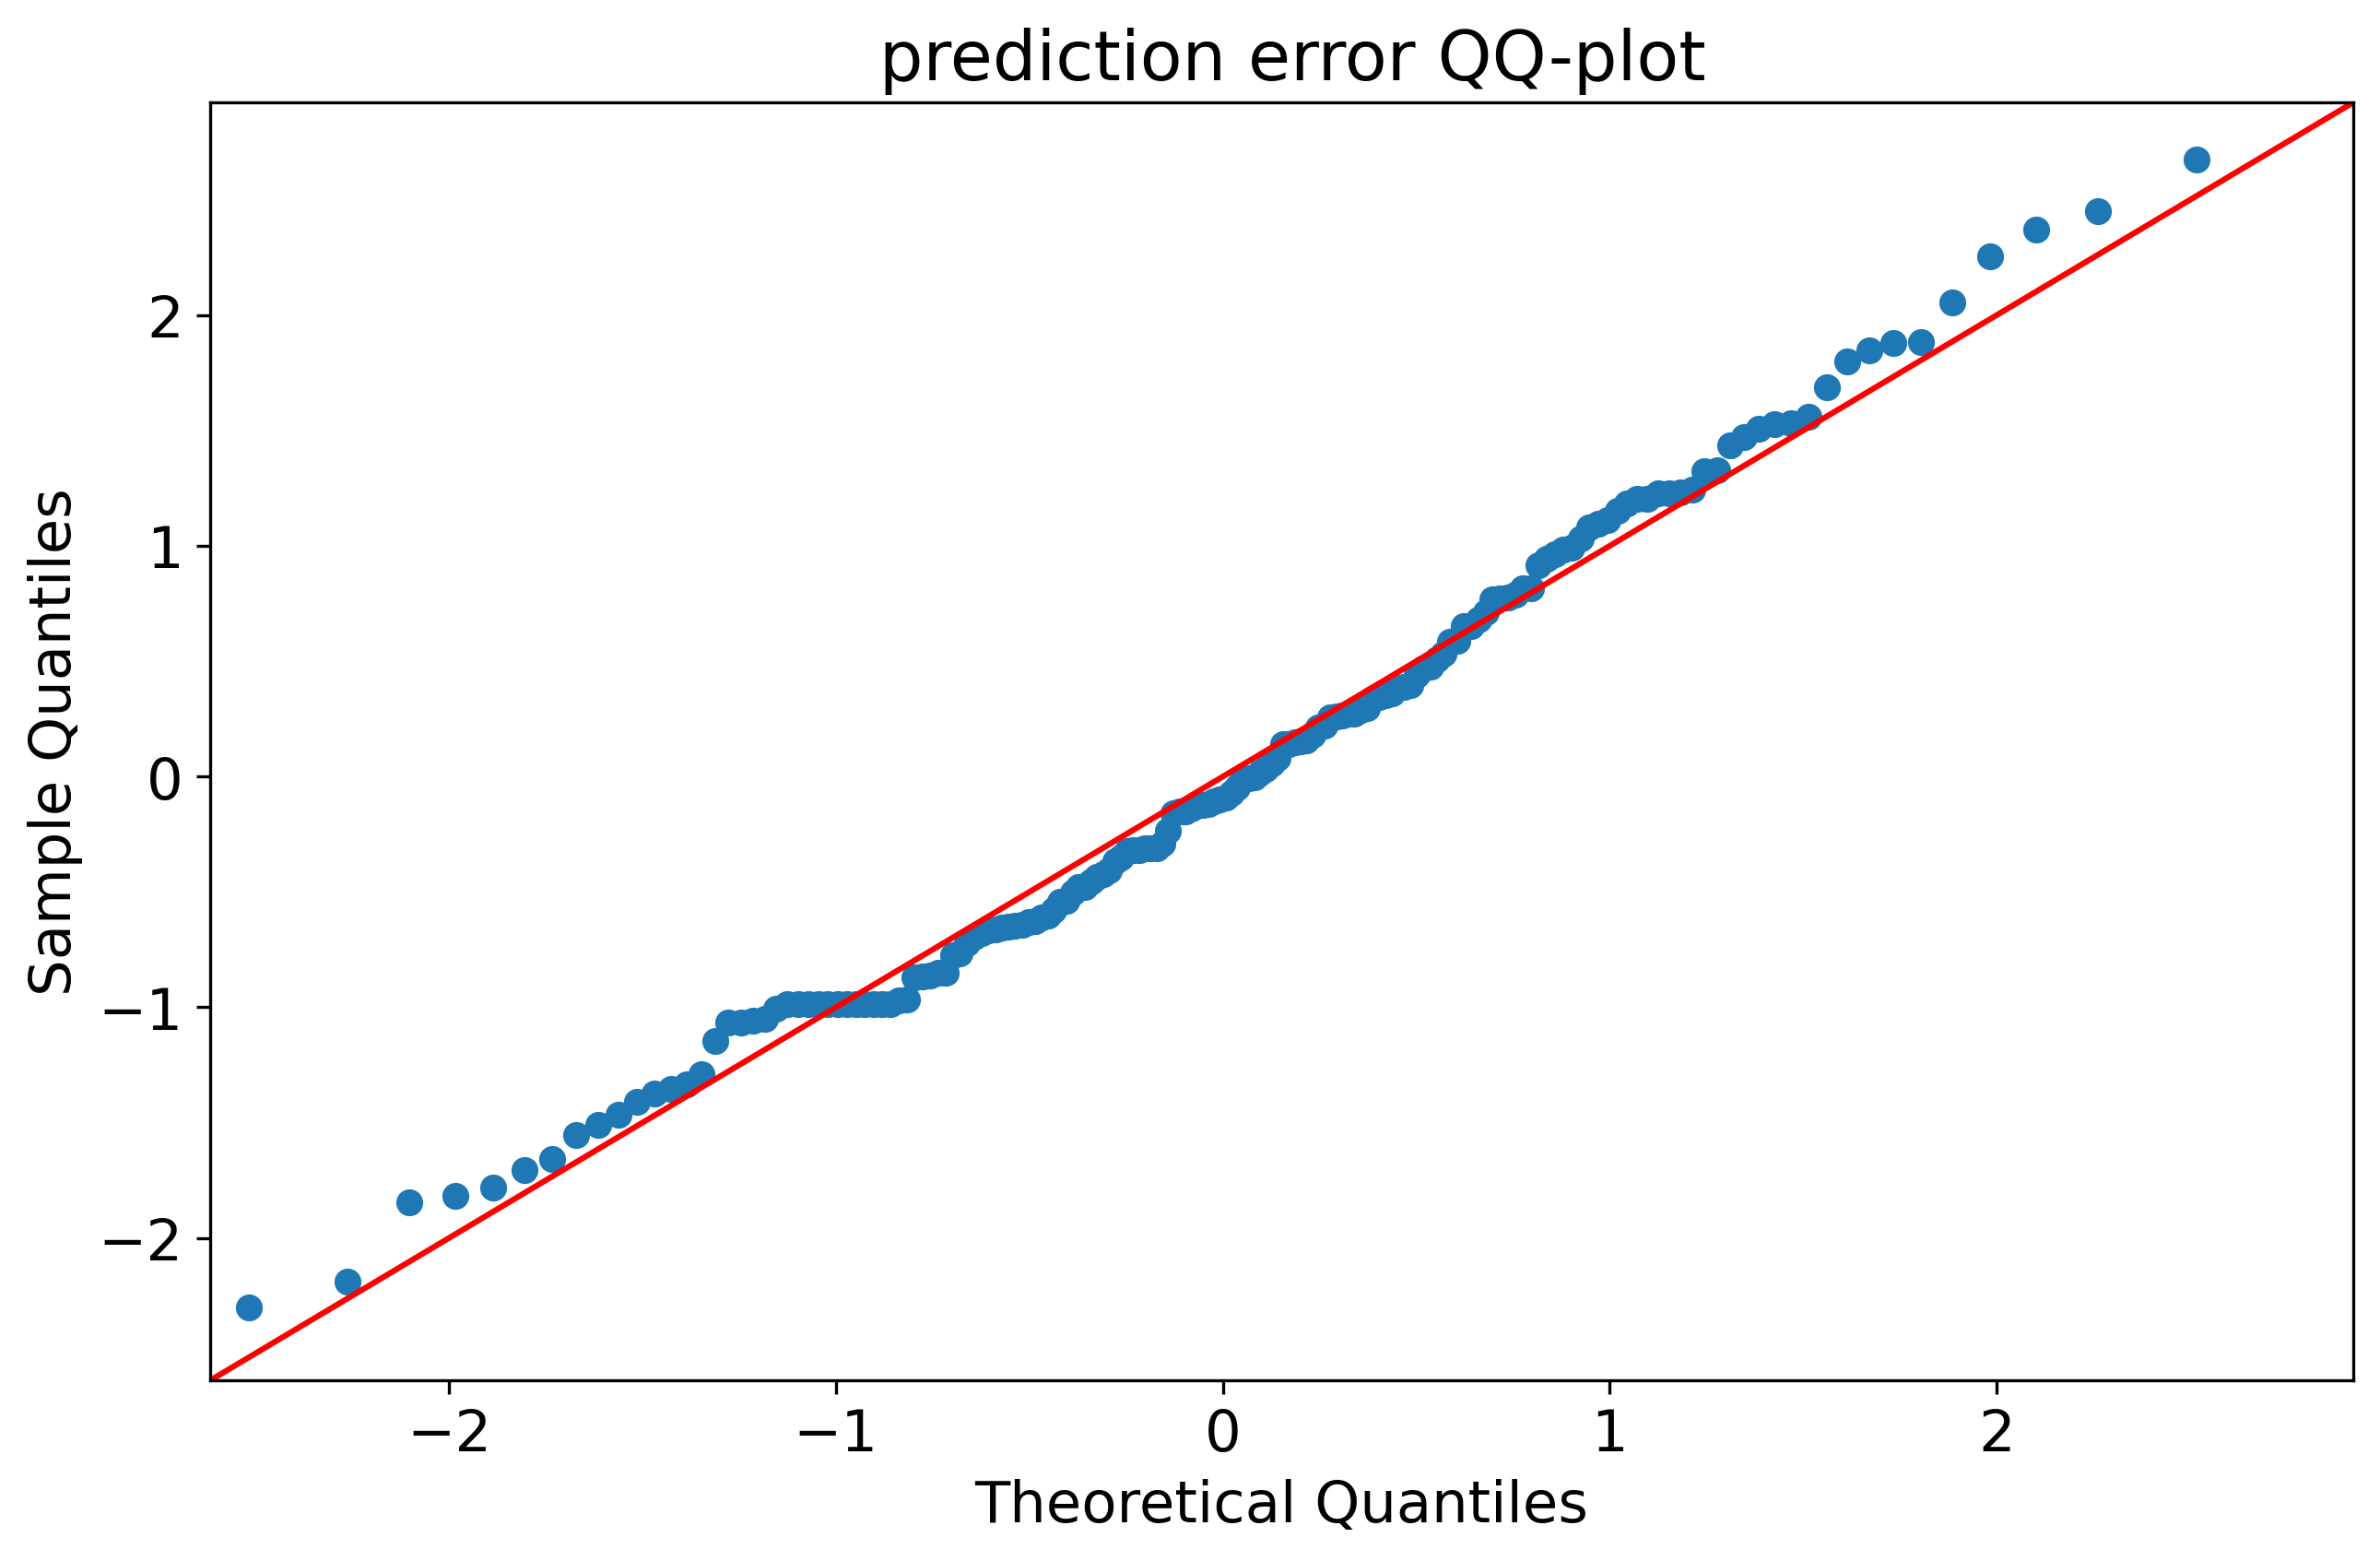 prediction error QQ-plot
2
1
0
−1
−2
Sample Quantiles
−2 −1 0 1 2
Theoretical Quantiles